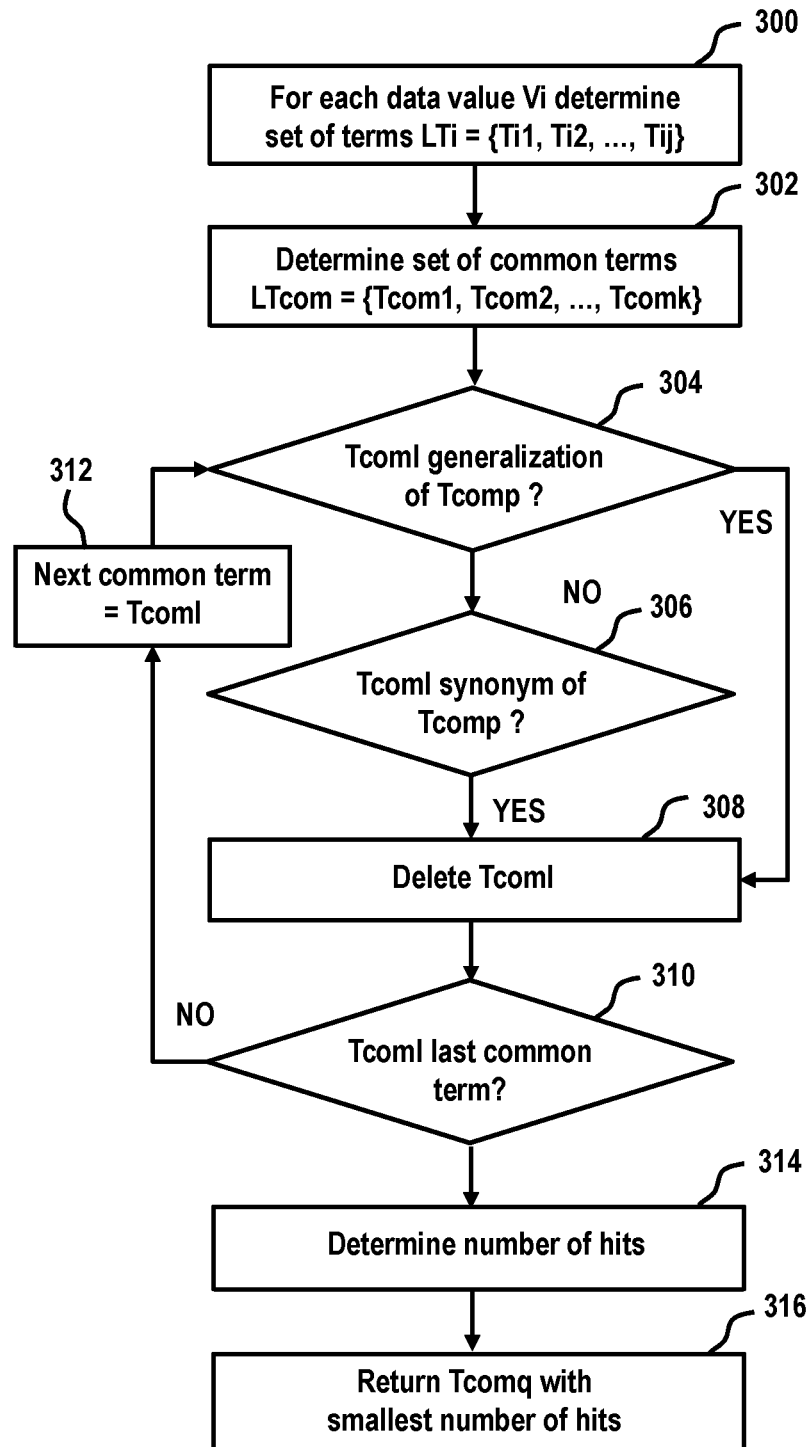 300
For each data value Vi determine
set of terms LTi = {Ti1, Ti2, ..., Tij}
302
Determine set of common terms
LTcom = {Tcom1, Tcom2, ..., Tcomk}
304
Tcoml generalization
of Tcomp ?
YES
312
Next common term
= Tcoml
NO
306
Tcoml synonym of
Tcomp ?
YES
308
Delete Tcoml
310
NO
Tcoml last common
term?
314
Determine number of hits
316
Return Tcomq with
smallest number of hits